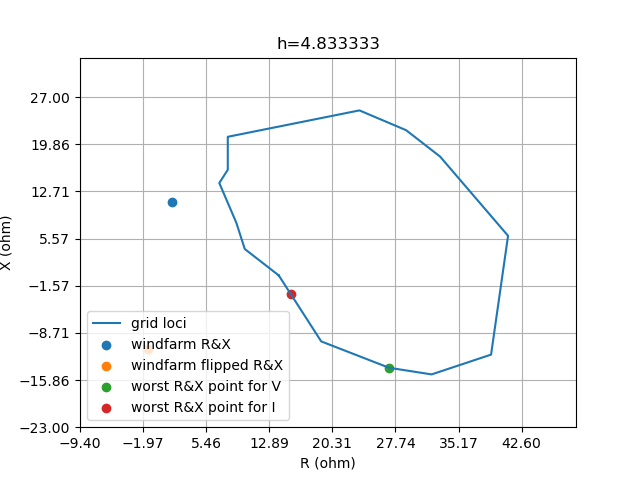 h=4.833333
27.00
19.86
12.71
5.57
−1.57
−8.71
−15.86
−23.00
X (ohm)
grid loci
windfarm R&X
windfarm flipped R&X
worst R&X point for V
worst R&X point for I
−9.40 −1.97 5.46 12.89 20.31 27.74 35.17 42.60
R (ohm)